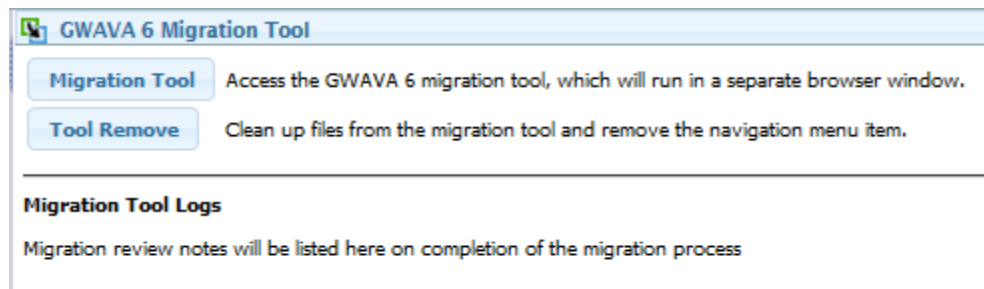 GWAVA 6 Migration Tool
Migration Tool Access the GWAVA 6 migration tool, which will run in a separate browser window.
Tool Remove Clean up files from the migration tool and remove the navigation menu item.
Migration Tool Logs
Migration review notes will be listed here on completion of the migration process